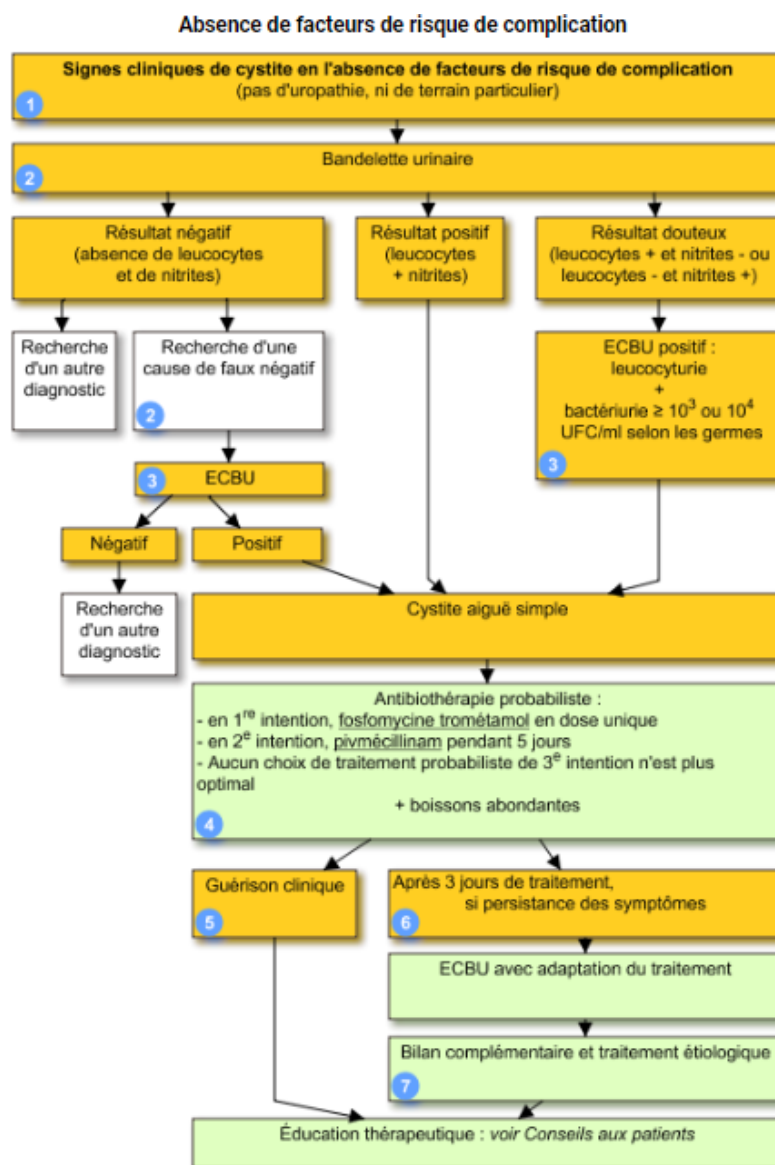 Absence de facteurs de risque de complication
Signes cliniques de cystite en l'absence de facteurs de risque de complication
(pas d'uropathie, ni de terrain particulier)
1
Bandelette urinaire
2
Résultat négatif
(absence de leucocytes
et de nitrites)
Résultat positif
(leucocytes
+ nitrites)
Résultat douteux
(leucocytes + et nitrites - ou
leucocytes - et nitrites +)
Recherche
d'un autre
diagnostic
Recherche d'une
cause de faux négatif
2
ECBU positif :
leucocyturie
+
bactériurie ≥ 10³ ou 10⁴
UFC/ml selon les germes
3
3
ECBU
Négatif
Positif
Recherche
d'un autre
diagnostic
Cystite aiguë simple
Antibiothérapie probabiliste :
- en 1re intention, fosfomycine trométamol en dose unique
- en 2e intention, pivmécillinam pendant 5 jours
- Aucun choix de traitement probabiliste de 3e intention n'est plus
optimal
+ boissons abondantes
4
Guérison clinique
5
Après 3 jours de traitement,
si persistance des symptômes
6
ECBU avec adaptation du traitement
Bilan complémentaire et traitement étiologique
7
Éducation thérapeutique : voir Conseils aux patients